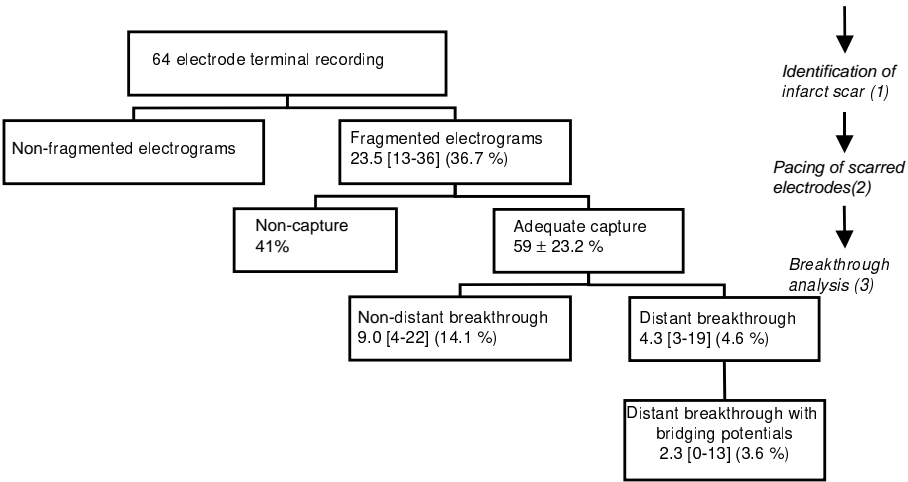 64 electrode terminal recording
Identification of
infarct scar (1)
Non-fragmented electrograms
Fragmented electrograms
23.5 [13-36] (36.7 %)
Pacing of scarred
electrodes(2)
Non-capture
41%
Adequate capture
59 ± 23.2 %
Breakthrough
analysis (3)
Non-distant breakthrough
9.0 [4-22] (14.1 %)
Distant breakthrough
4.3 [3-19] (4.6 %)
Distant breakthrough with
bridging potentials
2.3 [0-13] (3.6 %)